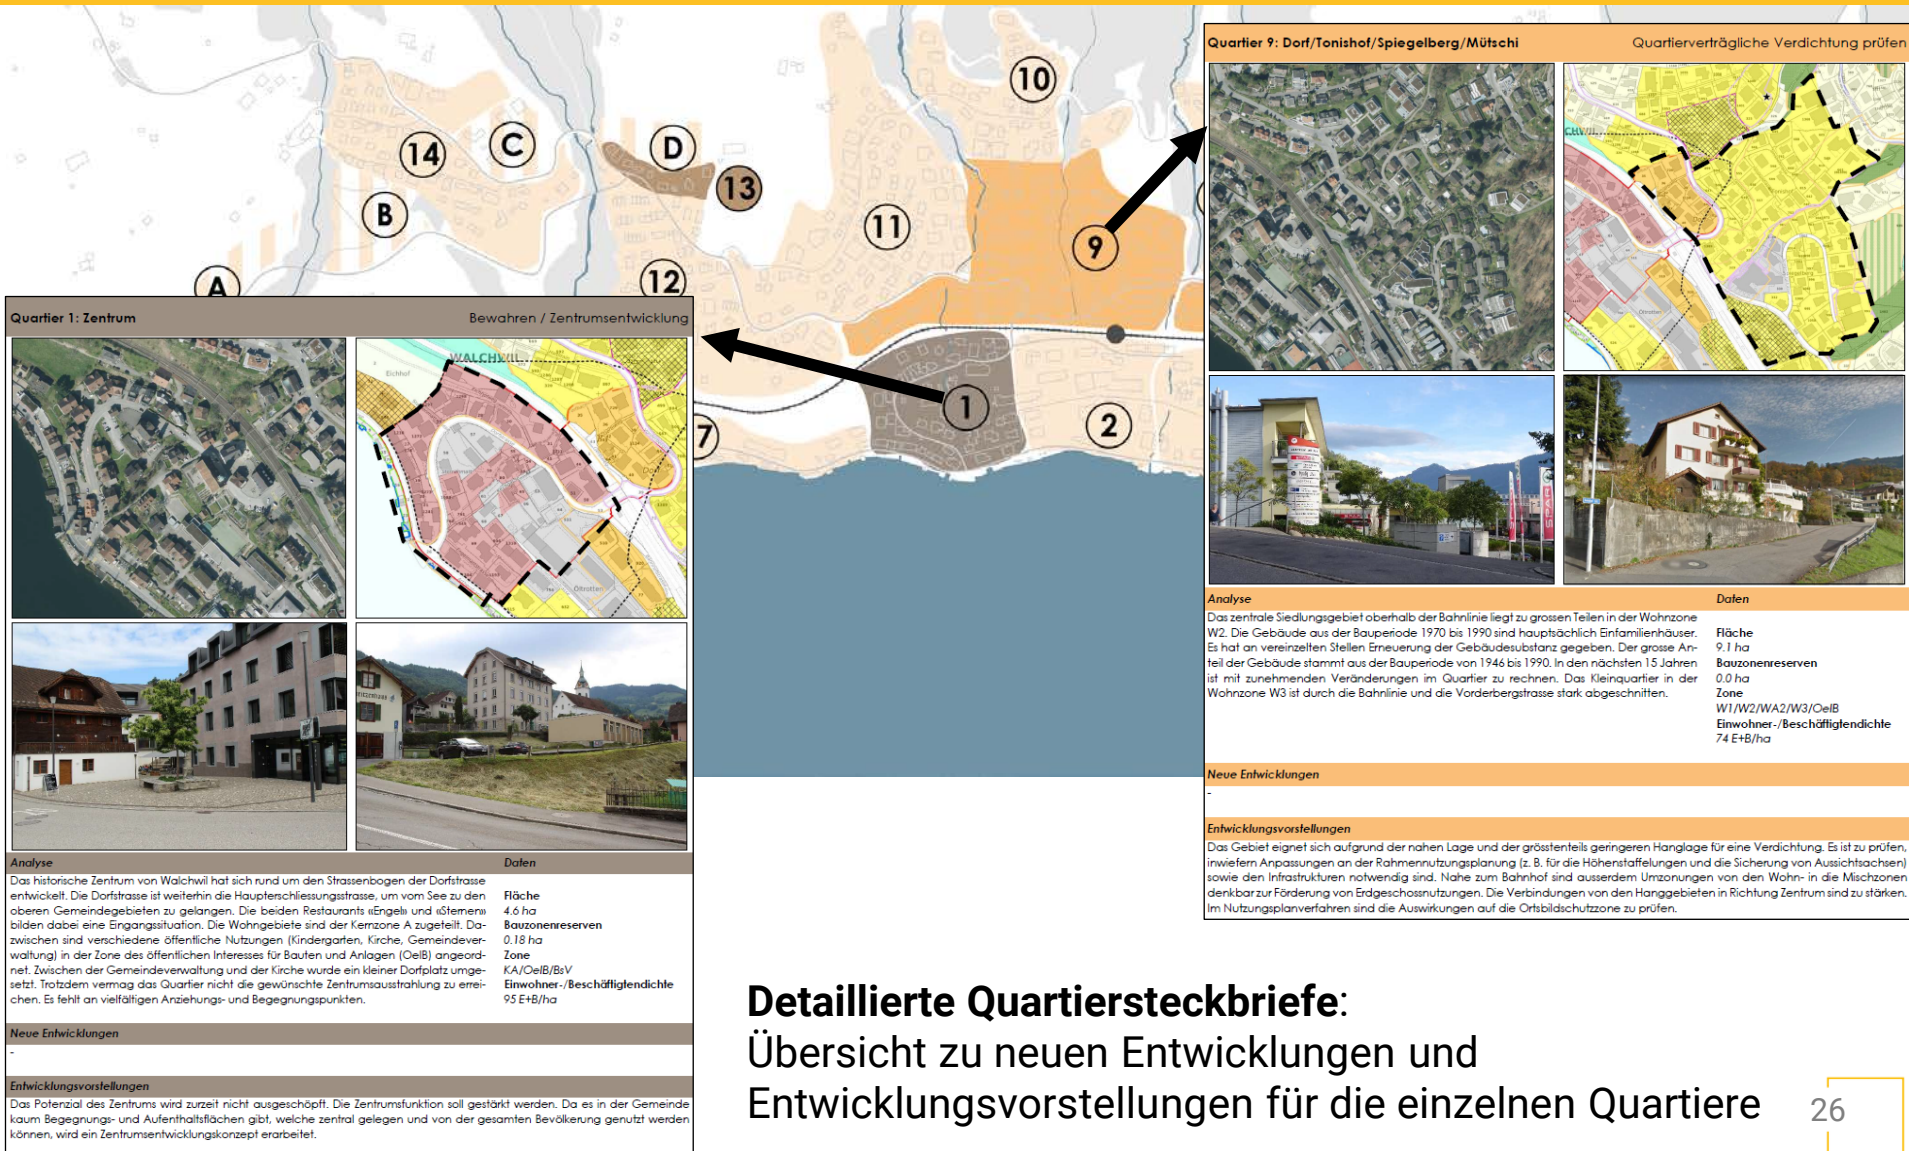 14
C
D
13
B
A
12
11
10
9
1
2
7
Quartier 9: Dorf/Tonishof/Spiegelberg/Mütschi
Quartierverträgliche Verdichtung prüfen
Analyse
Daten
Das zentrale Siedlungsgebiet oberhalb der Bahnlinie liegt zu grossen Teilen in der Wohnzone
W2. Die Gebäude aus der Bauperiode 1970 bis 1990 sind hauptsächlich Einfamilienhäuser.
Es hat an vereinzelten Stellen Erneuerung der Gebäudesubstanz gegeben. Der grosse An-
teil der Gebäude stammt aus der Bauperiode von 1946 bis 1990. In den nächsten 15 Jahren
ist mit zunehmenden Veränderungen im Quartier zu rechnen. Das Kleinquartier in der
Wohnzone W3 ist durch die Bahnlinie und die Vorderbergstrasse stark abgeschnitten.
Fläche
9.1 ha
Bauzonenreserven
0.0 ha
Zone
W1/W2/WA2/W3/OeIB
Einwohner-/Beschäftigtendichte
74 E+B/ha
Neue Entwicklungen
-
Entwicklungsvorstellungen
Das Gebiet eignet sich aufgrund der nahen Lage und der grösstenteils geringeren Hanglage für eine Verdichtung. Es ist zu prüfen,
inwiefern Anpassungen an der Rahmennutzungsplanung (z. B. für die Höhenstaffelungen und die Sicherung von Aussichtsachsen)
sowie den Infrastrukturen notwendig sind. Nahe zum Bahnhof sind ausserdem Umzonungen von den Wohn- in die Mischzonen
denkbar zur Förderung von Erdgeschossnutzungen. Die Verbindungen von den Hanggebieten in Richtung Zentrum sind zu stärken.
Im Nutzungsplanverfahren sind die Auswirkungen auf die Ortsbildschutzzone zu prüfen.
Quartier 1: Zentrum
Bewahren / Zentrumsentwicklung
WALCHWIL
Eichhof
Analyse
Daten
Das historische Zentrum von Walchwil hat sich rund um den Strassenbogen der Dorfstrasse
entwickelt. Die Dorfstrasse ist weiterhin die Haupterschliessungsstrasse, um vom See zu den
oberen Gemeindegebieten zu gelangen. Die beiden Restaurants «Engel» und «Sternen»
bilden dabei eine Eingangssituation. Die Wohngebiete sind der Kernzone A zugeteilt. Da-
zwischen sind verschiedene öffentliche Nutzungen (Kindergarten, Kirche, Gemeindever-
waltung) in der Zone des öffentlichen Interesses für Bauten und Anlagen (OeIB) angeord-
net. Zwischen der Gemeindeverwaltung und der Kirche wurde ein kleiner Dorfplatz umge-
setzt. Trotzdem vermag das Quartier nicht die gewünschte Zentrumsausstrahlung zu errei-
chen. Es fehlt an vielfältigen Anziehungs- und Begegnungspunkten.
Fläche
4.6 ha
Bauzonenreserven
0.18 ha
Zone
KA/OeIB/BsV
Einwohner-/Beschäftigtendichte
95 E+B/ha
Neue Entwicklungen
-
Entwicklungsvorstellungen
Das Potenzial des Zentrums wird zurzeit nicht ausgeschöpft. Die Zentrumsfunktion soll gestärkt werden. Da es in der Gemeinde
kaum Begegnungs- und Aufenthaltsflächen gibt, welche zentral gelegen und von der gesamten Bevölkerung genutzt werden
können, wird ein Zentrumsentwicklungskonzept erarbeitet.
Detaillierte Quartiersteckbriefe:
Übersicht zu neuen Entwicklungen und
Entwicklungsvorstellungen für die einzelnen Quartiere
26